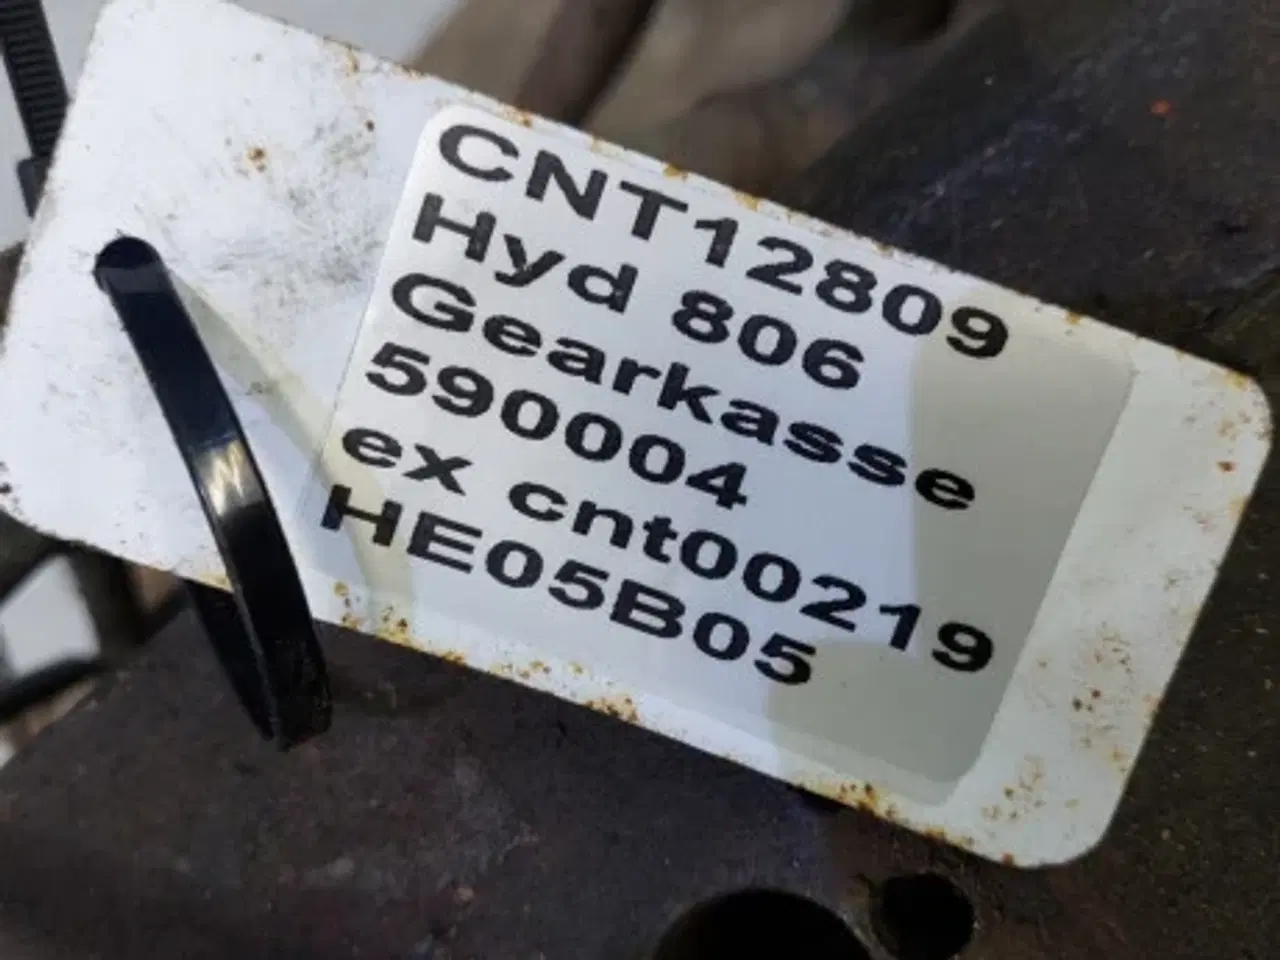 CNT12809
Hyd 806
Gearkasse
590004
ex cnt00219
HE05B05